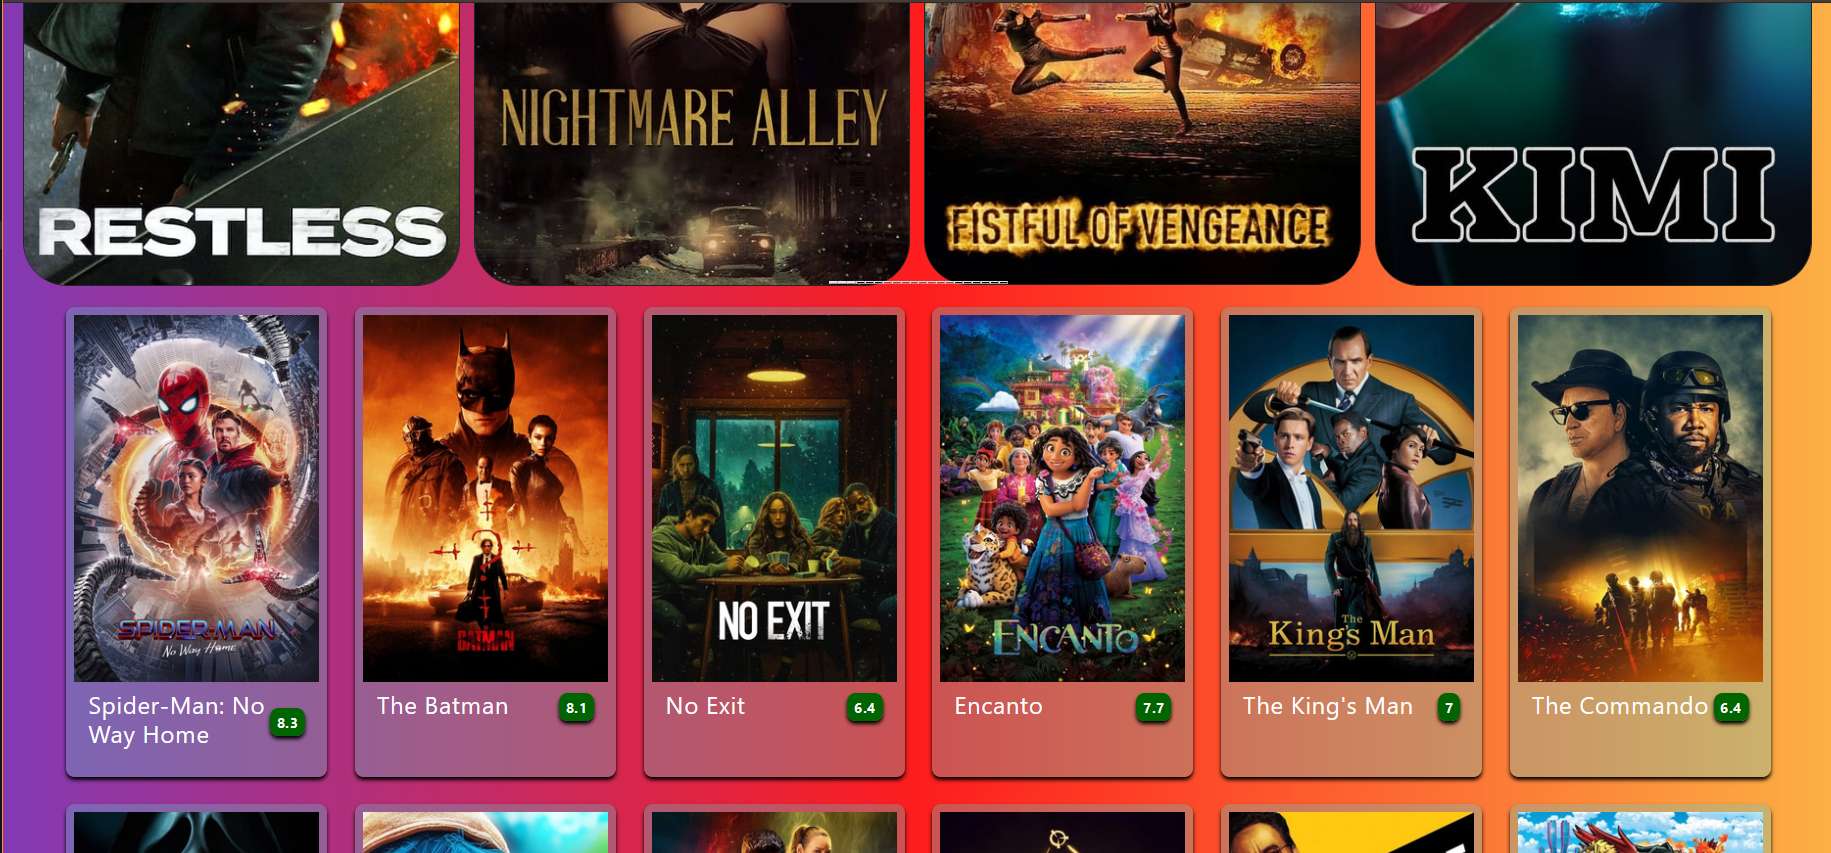 RESTLESS
NIGHTMARE ALLEY
FISTFUL OF VENGEANCE
KIMI
SPIDER-MAN
No Way Home
THE
BATMAN
NO EXIT
ENCANTO
The
King's Man
Spider-Man: No
Way Home
8.3
The Batman
8.1
No Exit
6.4
Encanto
7.7
The King's Man
7
The Commando
6.4